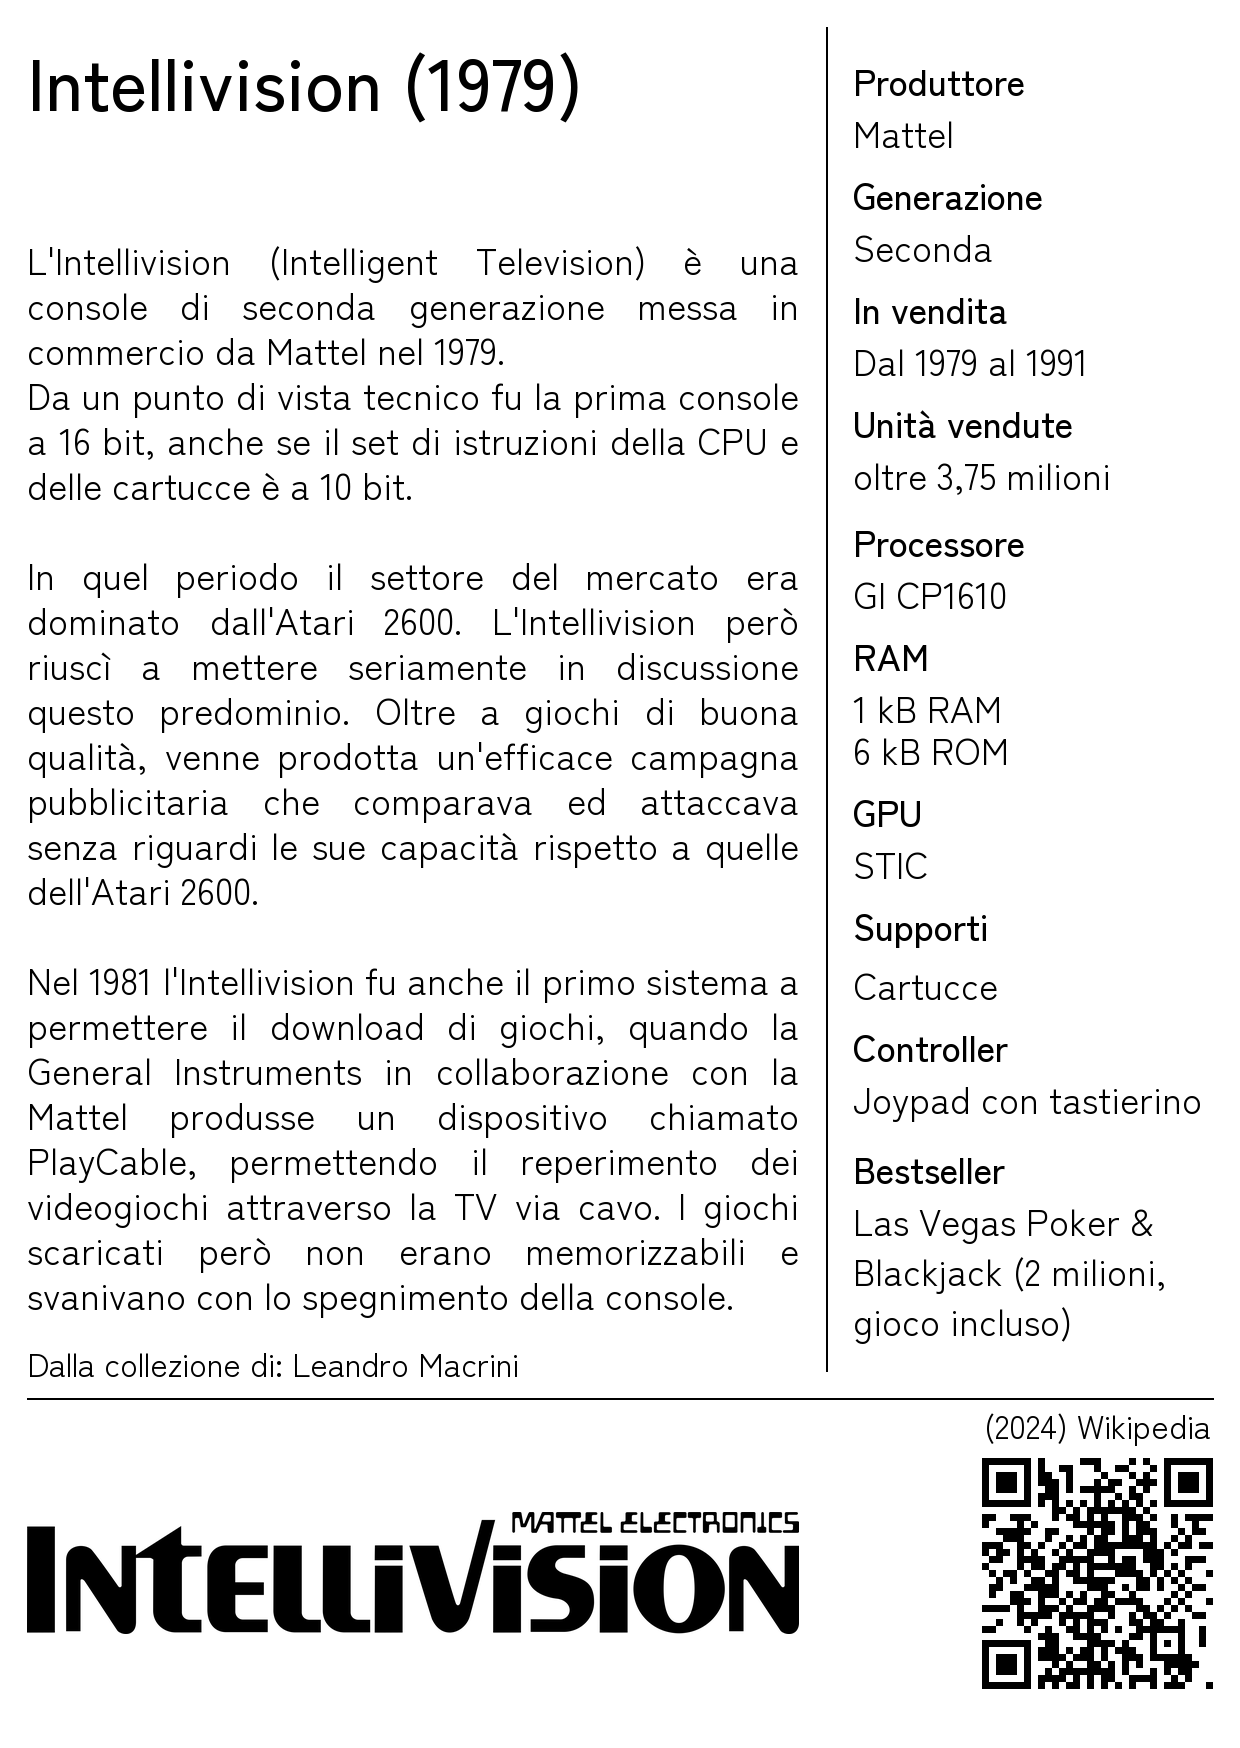 Intellivision (1979)
L'Intellivision (Intelligent Television) è una
console di seconda generazione messa in
commercio da Mattel nel 1979.
Da un punto di vista tecnico fu la prima console
a 16 bit, anche se il set di istruzioni della CPU e
delle cartucce è a 10 bit.
In quel periodo il settore del mercato era
dominato dall'Atari 2600. L'Intellivision però
riuscì a mettere seriamente in discussione
questo predominio. Oltre a giochi di buona
qualità, venne prodotta un'efficace campagna
pubblicitaria che comparava ed attaccava
senza riguardi le sue capacità rispetto a quelle
dell'Atari 2600.
Nel 1981 l'Intellivision fu anche il primo sistema a
permettere il download di giochi, quando la
General Instruments in collaborazione con la
Mattel produsse un dispositivo chiamato
PlayCable, permettendo il reperimento dei
videogiochi attraverso la TV via cavo. I giochi
scaricati però non erano memorizzabili e
svanivano con lo spegnimento della console.
Dalla collezione di: Leandro Macrini
Produttore
Mattel
Generazione
Seconda
In vendita
Dal 1979 al 1991
Unità vendute
oltre 3,75 milioni
Processore
GI CP1610
RAM
1 kB RAM
6 kB ROM
GPU
STIC
Supporti
Cartucce
Controller
Joypad con tastierino
Bestseller
Las Vegas Poker &
Blackjack (2 milioni,
gioco incluso)
(2024) Wikipedia
MATTEL ELECTRONICS
INTELLIVISION